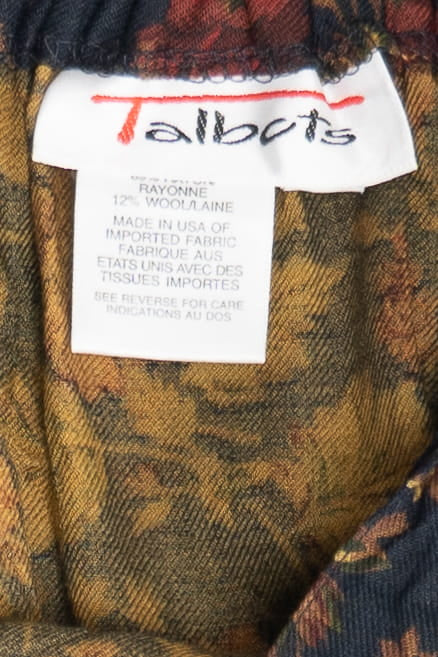 Talbots
RAYONNE
12% WOOL/LAINE
MADE IN USA OF
IMPORTED FABRIC
FABRIQUE AUS
ETATS UNIS AVEC DES
TISSUES IMPORTES
SEE REVERSE FOR CARE
INDICATIONS AU DOS